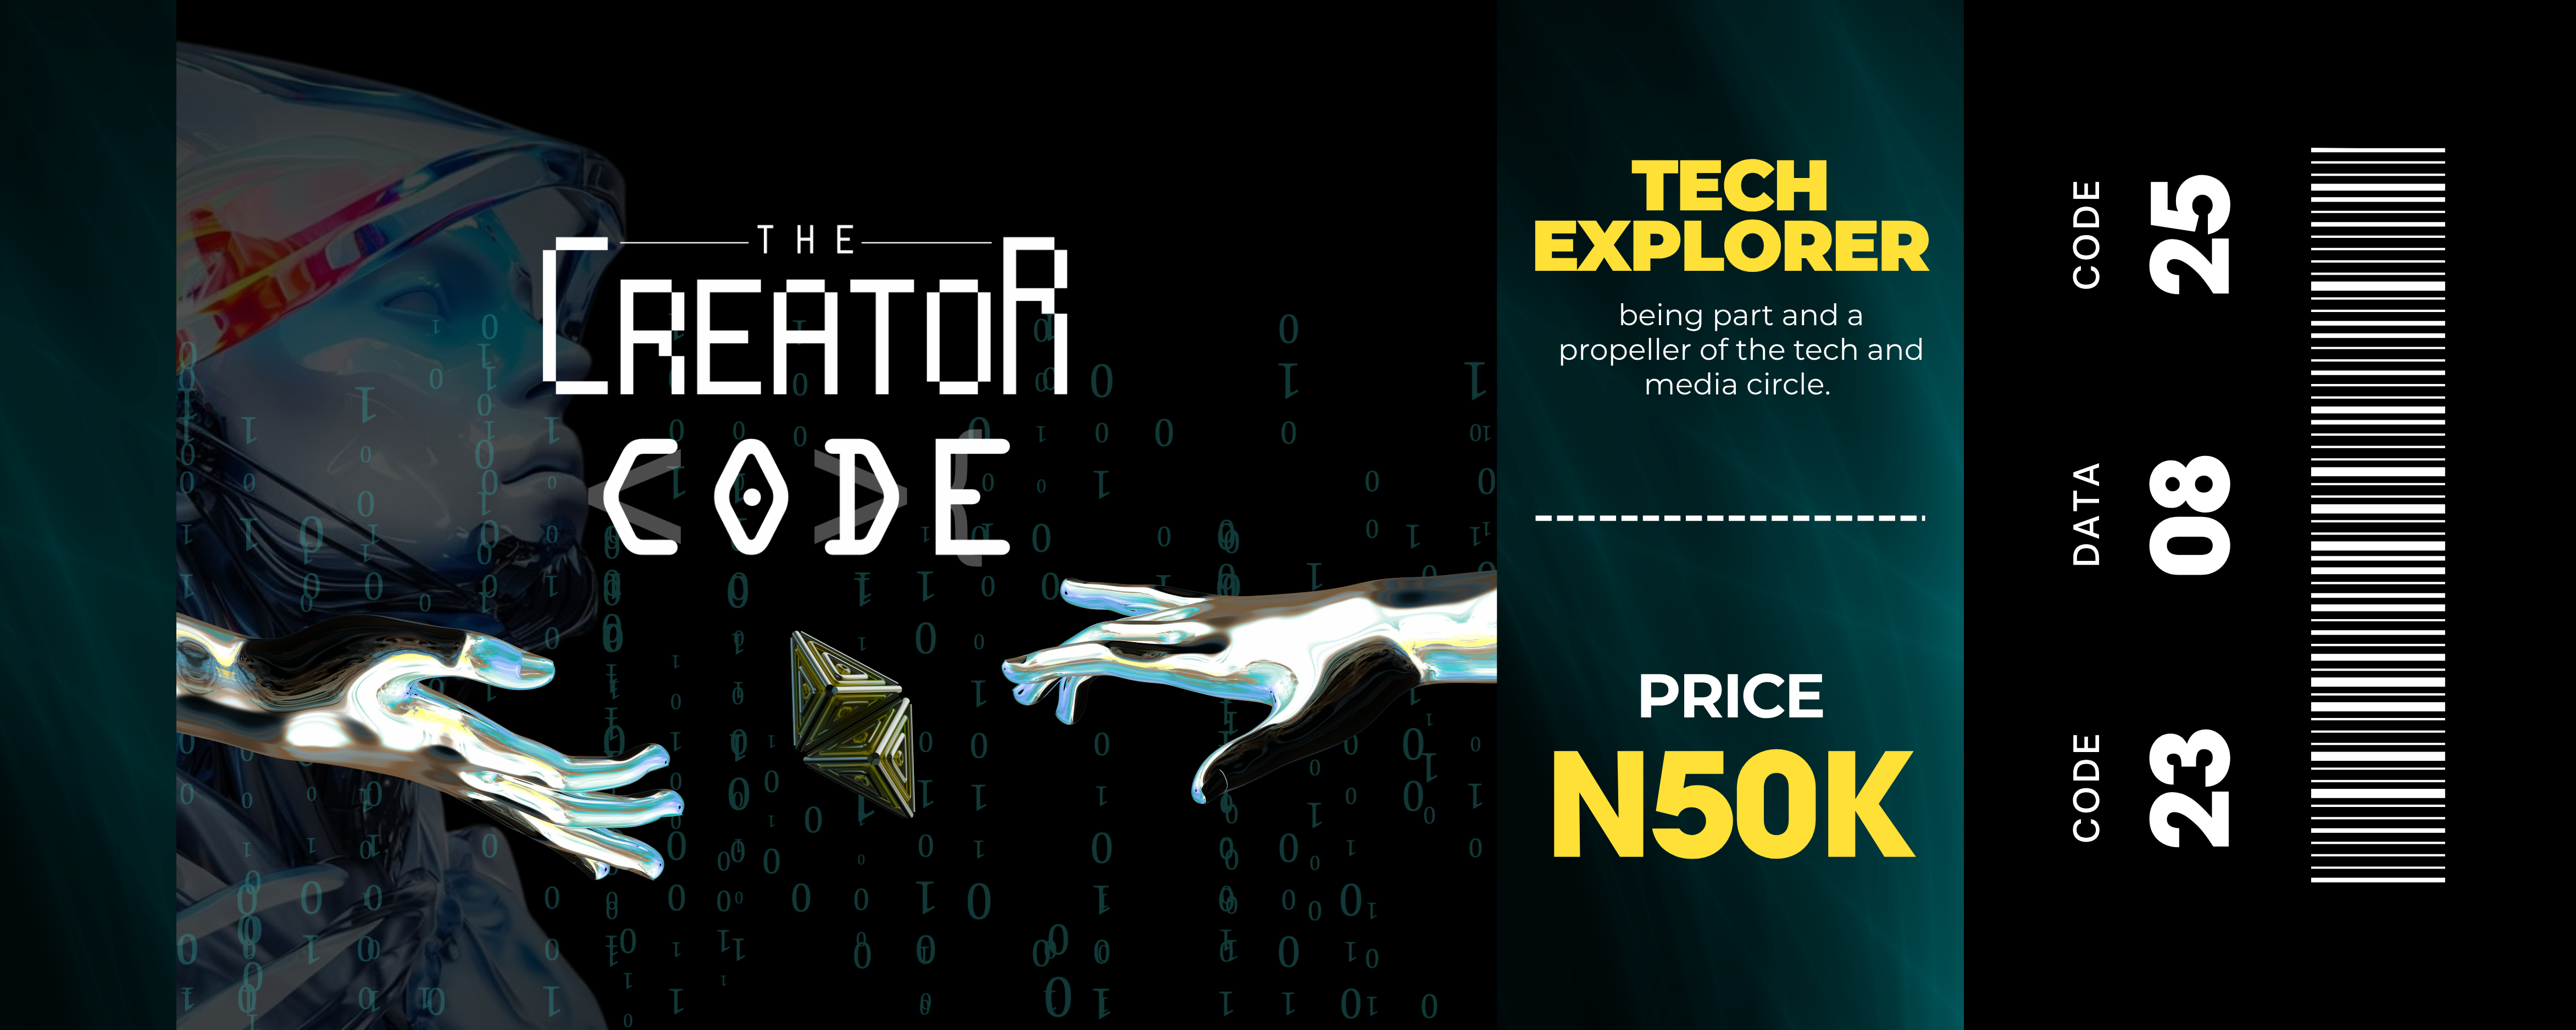 THE
CREATOR
CODE
TECH
EXPLORER
being part and a
propeller of the tech and
media circle.
PRICE
N50K
CODE
25
DATA
08
CODE
23